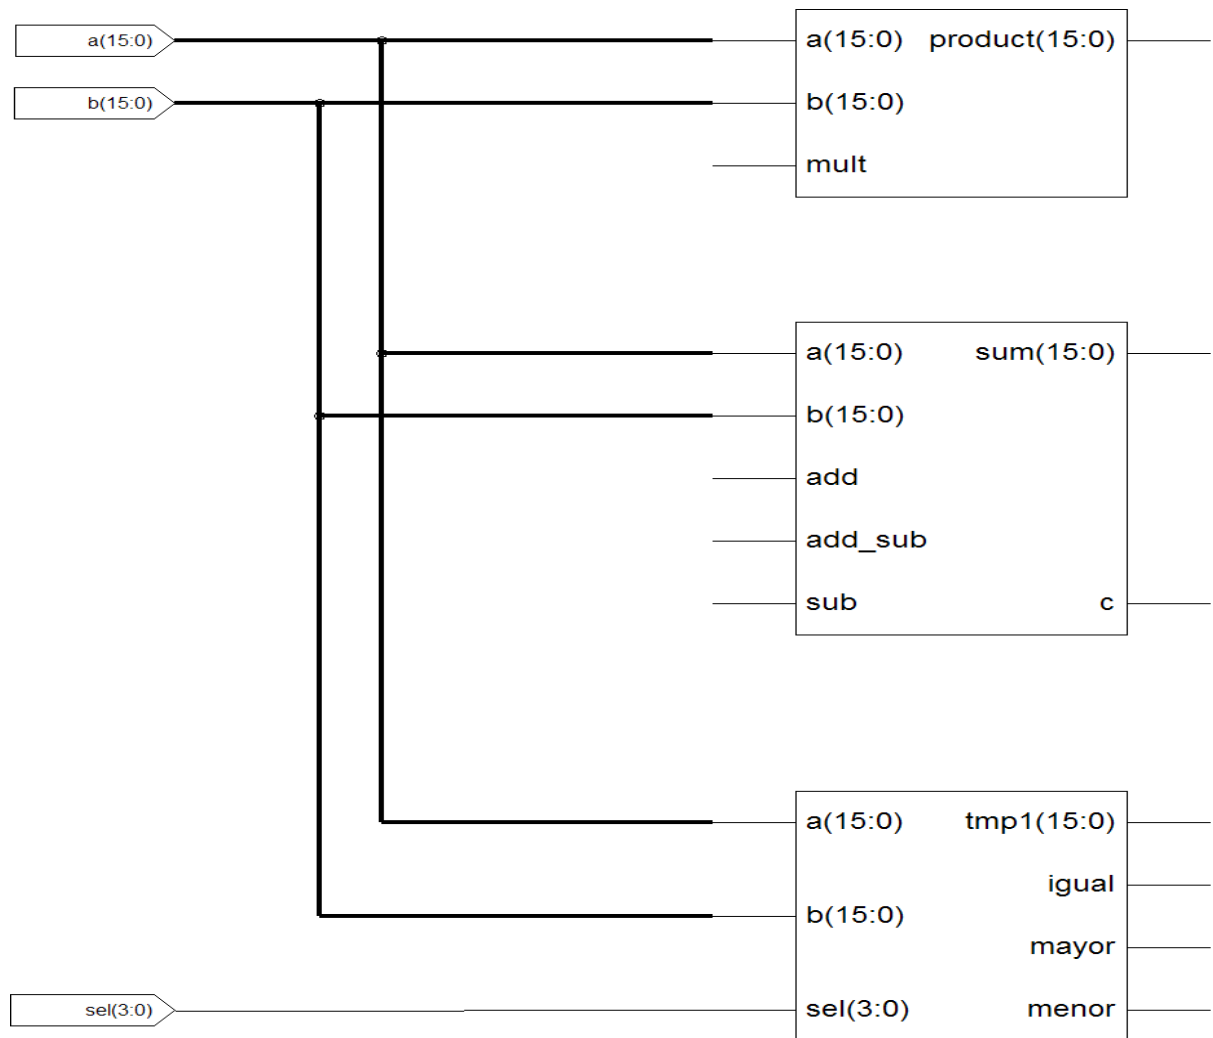 a(15:0)
a(15:0) product(15:0)
b(15:0)
b(15:0)
mult
a(15:0) sum(15:0)
b(15:0)
add
add_sub
sub c
a(15:0) tmp1(15:0)
igual
b(15:0)
mayor
sel(3:0)
sel(3:0) menor